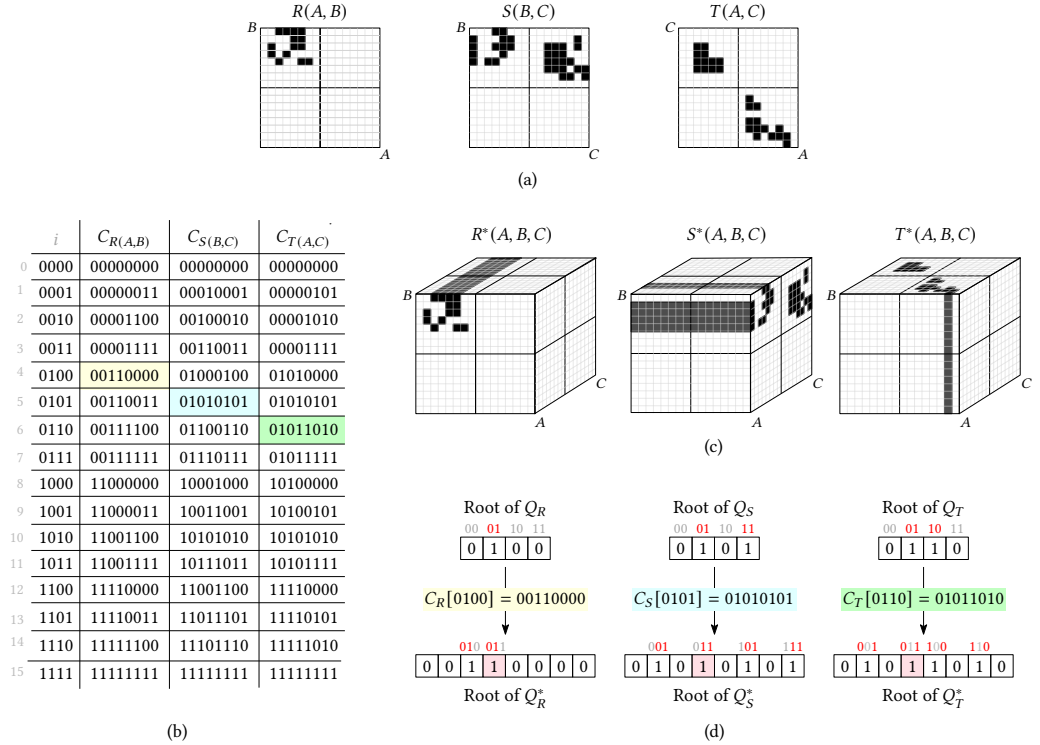 R(A, B) S(B, C) T(A, C)
B B C
A C A
(a)
i C_R(A,B) C_S(B,C) C_T(A,C)
0 0000 00000000 00000000 00000000
1 0001 00000011 00010001 00000101
2 0010 00001100 00100010 00001010
3 0011 00001111 00110011 00001111
4 0100 00110000 01000100 01010000
5 0101 00110011 01010101 01010101
6 0110 00111100 01100110 01011010
7 0111 00111111 01110111 01011111
8 1000 11000000 10001000 10100000
9 1001 11000011 10011001 10100101
10 1010 11001100 10101010 10101010
11 1011 11001111 10111011 10101111
12 1100 11110000 11001100 11110000
13 1101 11110011 11011101 11110101
14 1110 11111100 11101110 11111010
15 1111 11111111 11111111 11111111
(b)
R*(A, B, C) S*(A, B, C) T*(A, B, C)
B B B
C C C
A A A
(c)
Root of Q_R Root of Q_S Root of Q_T
00 01 10 11 00 01 10 11 00 01 10 11
0 1 0 0 0 1 0 1 0 1 1 0
C_R[0100] = 00110000 C_S[0101] = 01010101 C_T[0110] = 01011010
010 011 001 011 101 111 001 011 100 110
0 0 1 1 0 0 0 0 0 1 0 1 0 1 0 1 0 1 0 1 1 0 1 0
Root of Q*_R Root of Q*_S Root of Q*_T
(d)